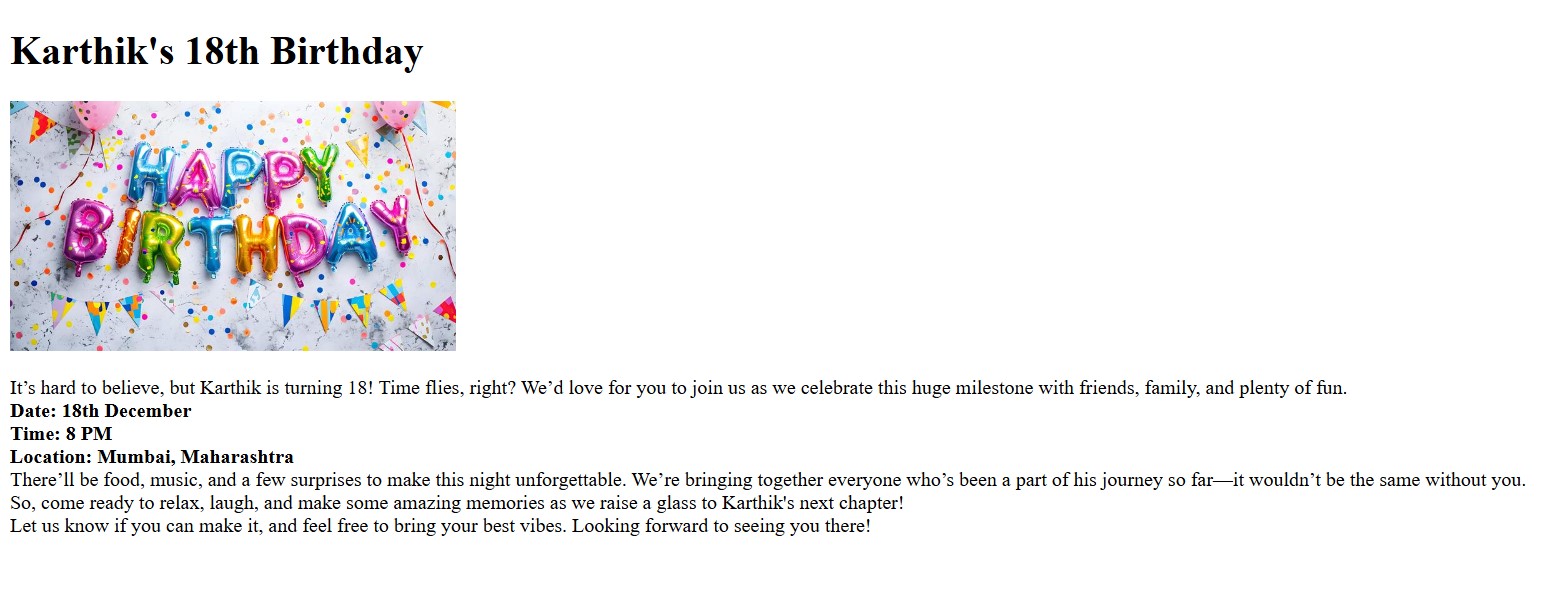 Karthik's 18th Birthday
HAPPY
BIRTHDAY
It’s hard to believe, but Karthik is turning 18! Time flies, right? We’d love for you to join us as we celebrate this huge milestone with friends, family, and plenty of fun.
Date: 18th December
Time: 8 PM
Location: Mumbai, Maharashtra
There’ll be food, music, and a few surprises to make this night unforgettable. We’re bringing together everyone who’s been a part of his journey so far—it wouldn’t be the same without you.
So, come ready to relax, laugh, and make some amazing memories as we raise a glass to Karthik's next chapter!
Let us know if you can make it, and feel free to bring your best vibes. Looking forward to seeing you there!